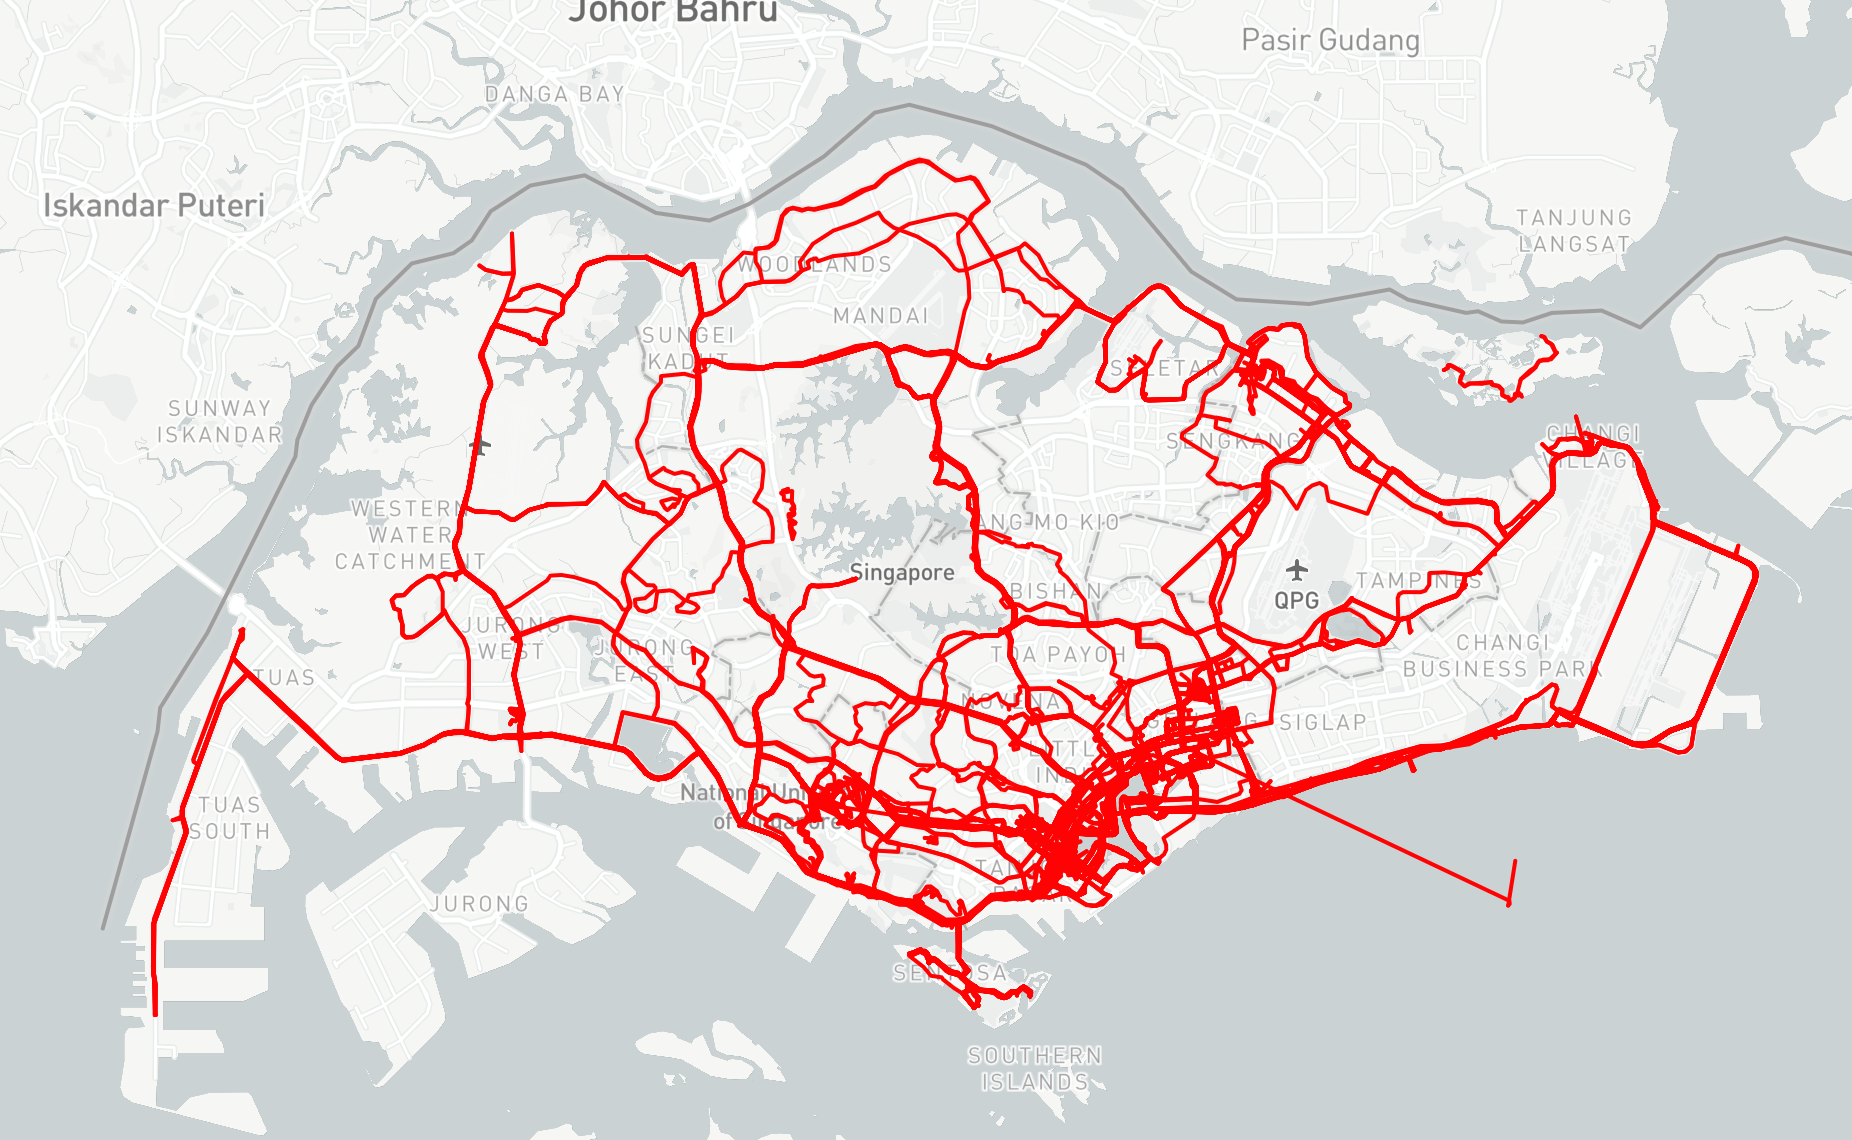 Johor Bahru
Pasir Gudang
DANGA BAY
Iskandar Puteri
TANJUNG
LANGSAT
WOODLANDS
MANDAI
SUNGEI
KADUT
SELETAR
SUNWAY
ISKANDAR
SENGKANG
CHANGI
VILLAGE
WESTERN
WATER
CATCHMENT
ANG MO KIO
Singapore
BISHAN
TAMPINES
QPG
JURONG
WEST
JURONG
EAST
TOA PAYOH
CHANGI
BUSINESS PARK
TUAS
NOVENA
GEYLANG
SIGLAP
LITTLE
INDIA
National Uni
of Singapore
TUAS
SOUTH
JURONG
SENTOSA
SOUTHERN
ISLANDS